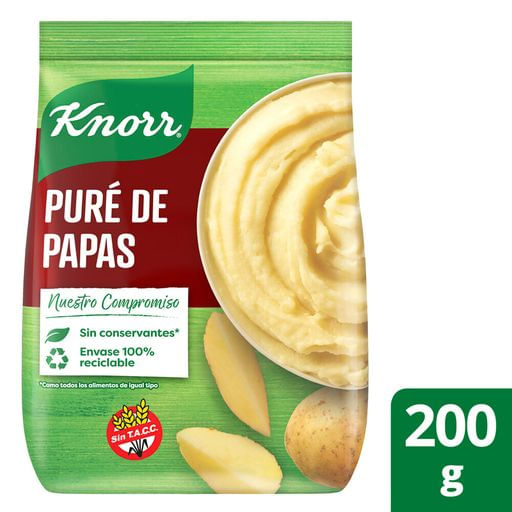 Knorr®
PURÉ DE
PAPAS
Nuestro Compromiso
Sin conservantes*
Envase 100%
reciclable
*Como todos los alimentos de igual tipo
Sin T.A.C.C.
200
g